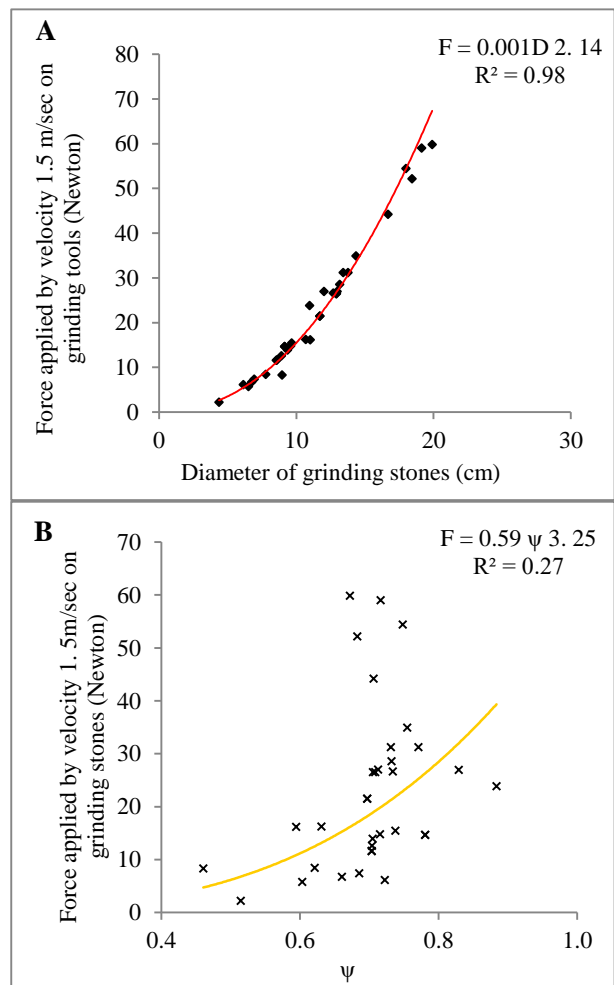 A
F = 0.001D 2. 14
R² = 0.98
Force applied by velocity 1.5 m/sec on
grinding tools (Newton)
80
70
60
50
40
30
20
10
0
0 10 20 30
Diameter of grinding stones (cm)
B
F = 0.59 ψ 3. 25
R² = 0.27
Force applied by velocity 1. 5m/sec on
grinding stones (Newton)
70
60
50
40
30
20
10
0
0.4 0.6 0.8 1.0
ψ